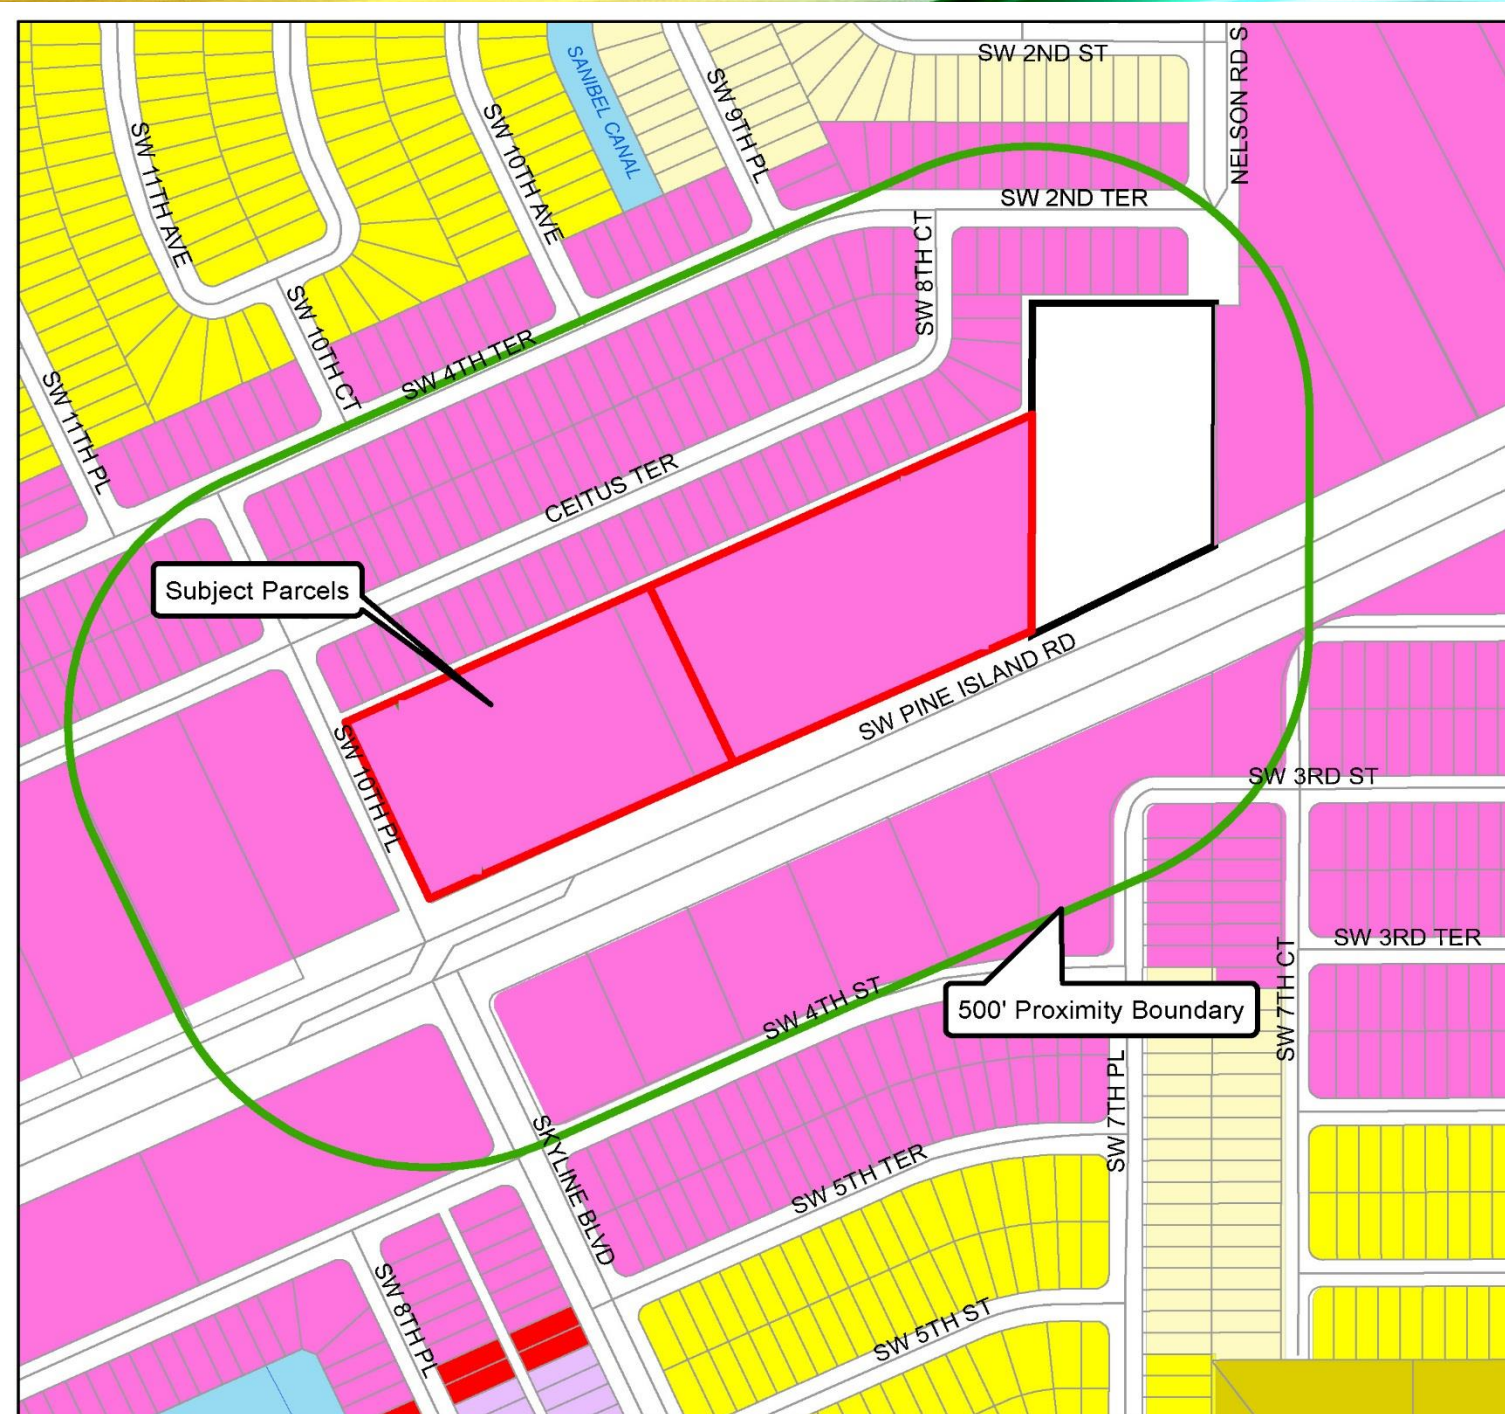 SW 2ND ST
NELSON RD S
SANIBEL CANAL
SW 9TH PL
SW 10TH AVE
SW 11TH AVE
SW 2ND TER
SW 8TH CT
SW 10TH CT
SW 4TH TER
SW 11TH PL
CEITUS TER
Subject Parcels
SW PINE ISLAND RD
SW 10TH PL
SW 3RD ST
SW 3RD TER
SW 7TH CT
SW 4TH ST
500' Proximity Boundary
SW 7TH PL
SKYLINE BLVD
SW 5TH TER
SW 8TH PL
SW 5TH ST